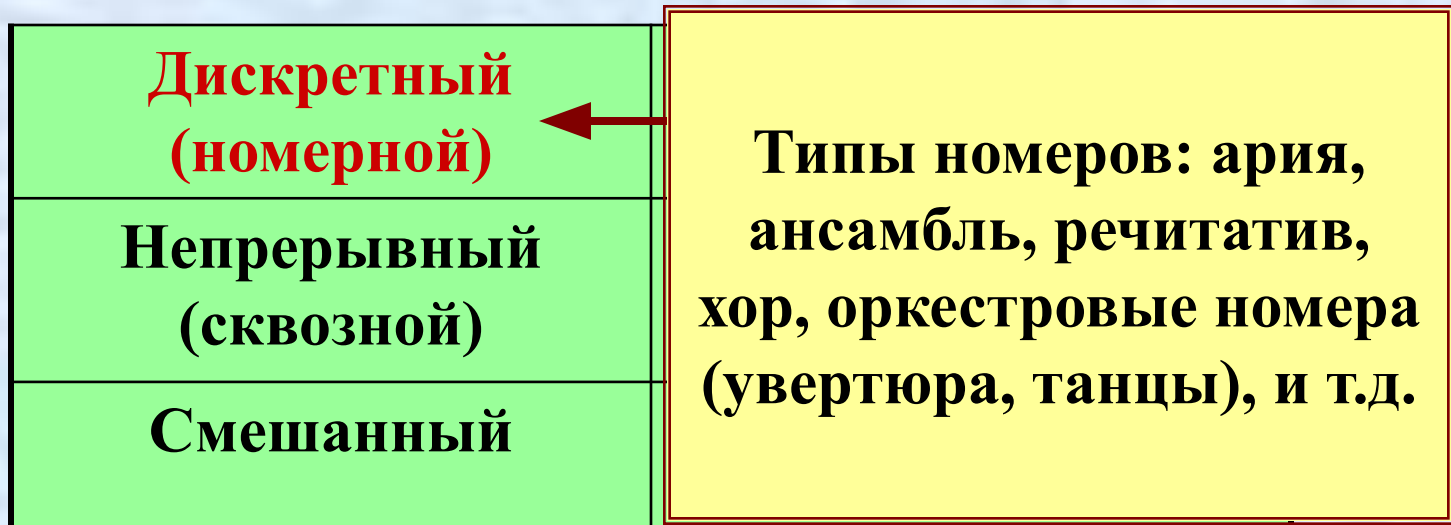 Дискретный
(номерной)
Непрерывный
(сквозной)
Смешанный
Типы номеров: ария,
ансамбль, речитатив,
хор, оркестровые номера
(увертюра, танцы), и т.д.